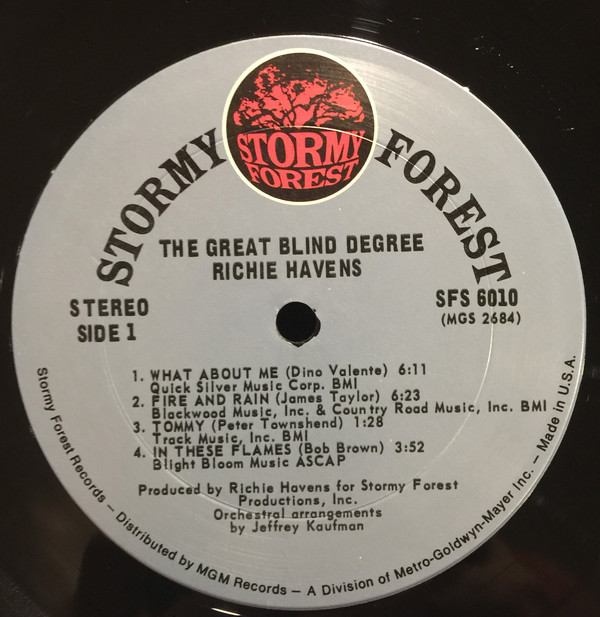 STORMY
FOREST
STORMY FOREST
THE GREAT BLIND DEGREE
RICHIE HAVENS
STEREO
SIDE 1
SFS 6010
(MGS 2684)
1. WHAT ABOUT ME (Dino Valente) 6:11
Quick Silver Music Corp. BMI
2. FIRE AND RAIN (James Taylor) 6:23
Blackwood Music, Inc. & Country Road Music, Inc. BMI
3. TOMMY (Peter Townshend) 1:28
Track Music, Inc. BMI
4. IN THESE FLAMES (Bob Brown) 3:52
Blight Bloom Music ASCAP
Produced by Richie Havens for Stormy Forest
Productions, Inc.
Orchestral arrangements
by Jeffrey Kaufman
Stormy Forest Records – Distributed by MGM Records – A Division of Metro-Goldwyn-Mayer Inc. – Made in U.S.A.